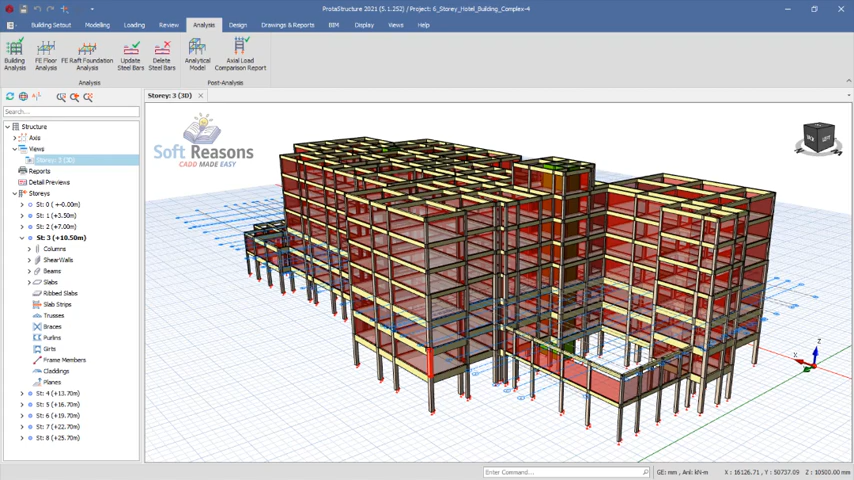 ProtaStructure 2021 (5.1.252) / Project: 6_Storey_Hotel_Building_Complex-4
Building Setout Modelling Loading Review Analysis Design Drawings & Reports BIM Display Views Help
Building Analysis
FE Floor Analysis
FE Raft Foundation Analysis
Update Steel Bars
Delete Steel Bars
Analytical Model
Axial Load Comparison Report
Analysis
Post-Analysis
Storey: 3 (3D)
Search...
Structure
Axis
Views
Storey: 3 (3D)
Reports
Detail Previews
Storeys
St: 0 ( +-0.00m)
St: 1 (+3.50m)
St: 2 (+7.00m)
St: 3 (+10.50m)
Columns
ShearWalls
Beams
Slabs
Ribbed Slabs
Slab Strips
Trusses
Braces
Purlins
Girts
Frame Members
Claddings
Planes
St: 4 (+13.70m)
St: 5 (+16.70m)
St: 6 (+19.70m)
St: 7 (+22.70m)
St: 8 (+25.70m)
Soft Reasons
CADD MADE EASY
Z
X
Enter Command...
GE: mm , Anl: kN-m
X : 16126.71 , Y : 50737.09
Z : 10500.00 mm